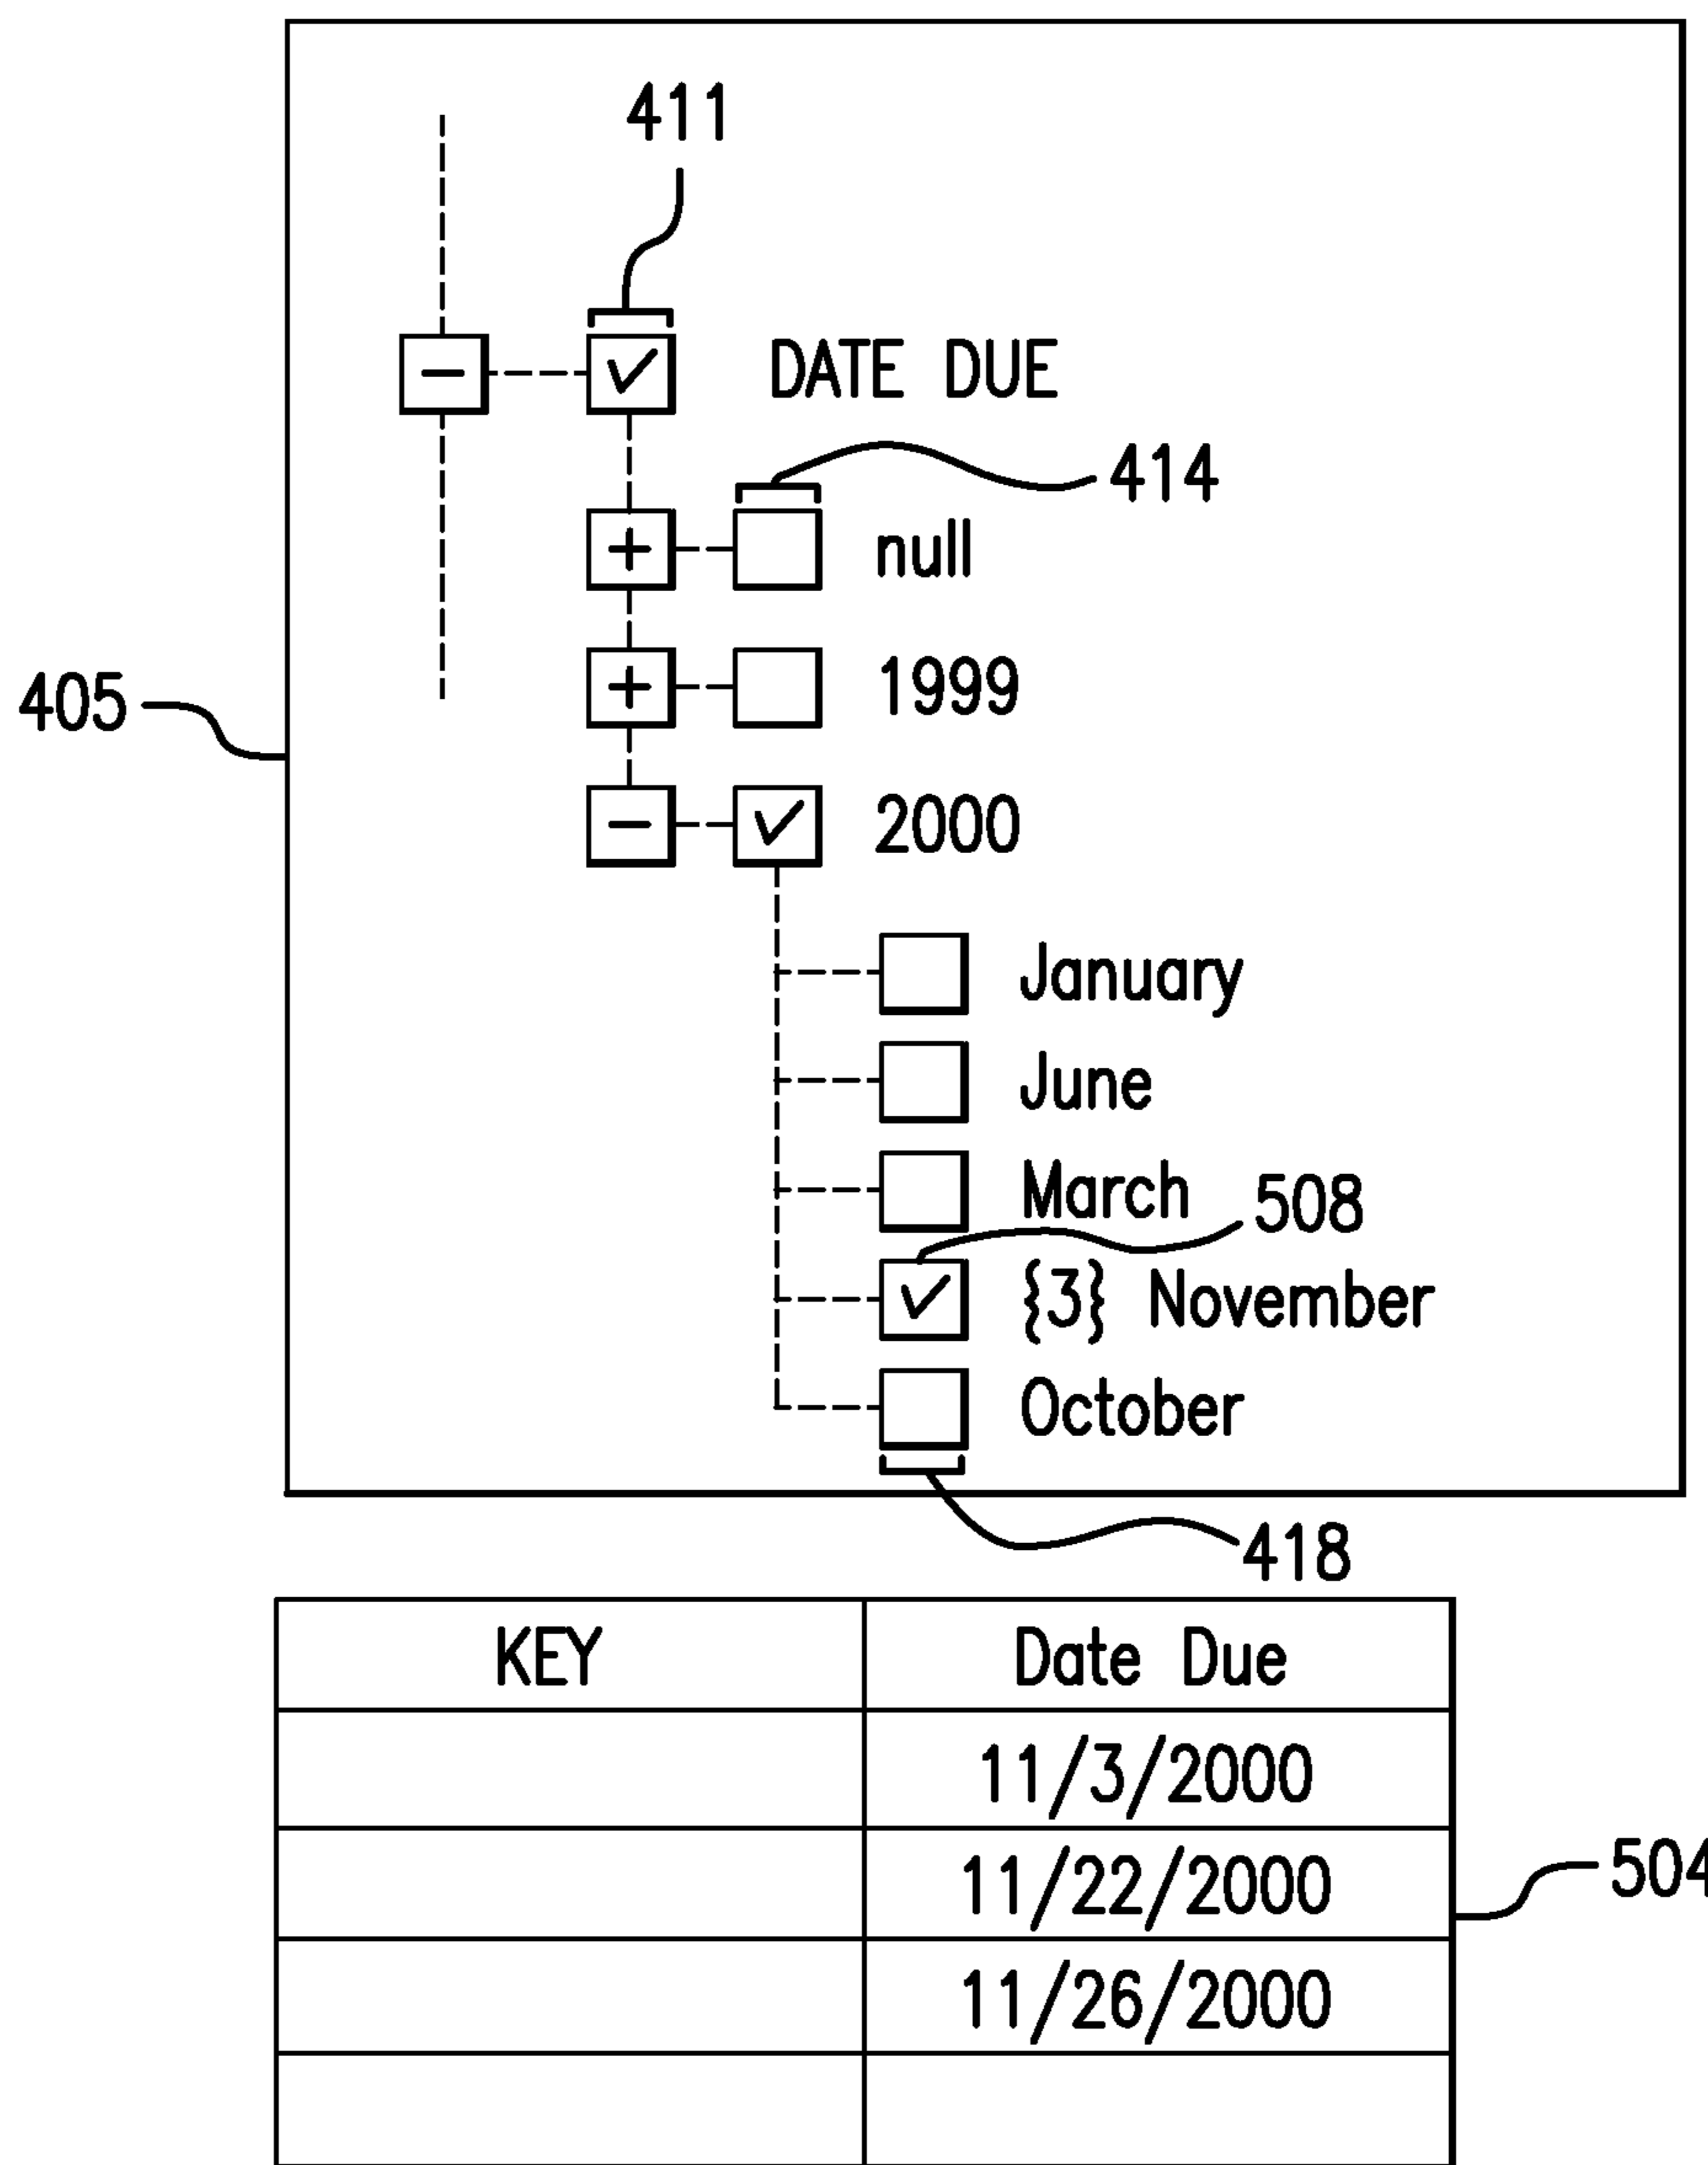 411
DATE DUE
414
null
405
1999
2000
January
June
March
508
{3} November
October
418
KEY Date Due
11/3/2000
11/22/2000
504
11/26/2000